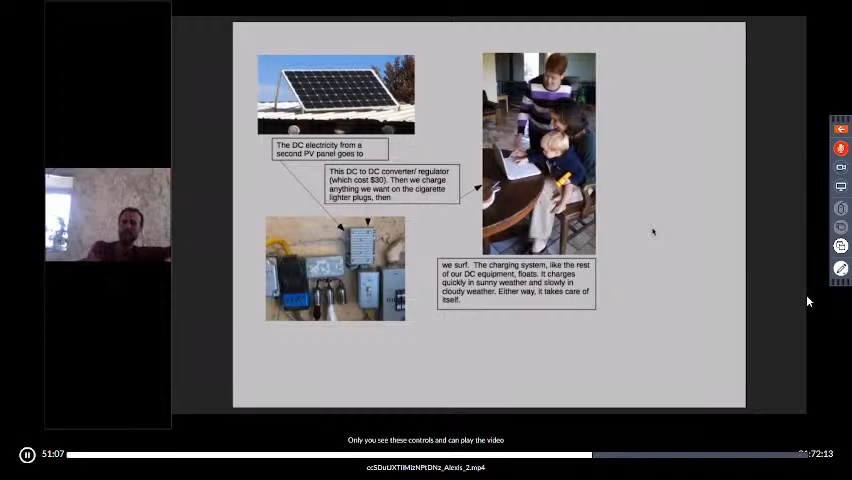 The DC electricity from a
second PV panel goes to
This DC to DC converter/ regulator
(which cost $30). Then we charge
anything we want on the cigarette
lighter plugs, then
we surf. The charging system, like the rest
of our DC equipment, floats. It charges
quickly in sunny weather and slowly in
cloudy weather. Either way, it takes care of
itself.
Only you see these controls and can play the video
51:07